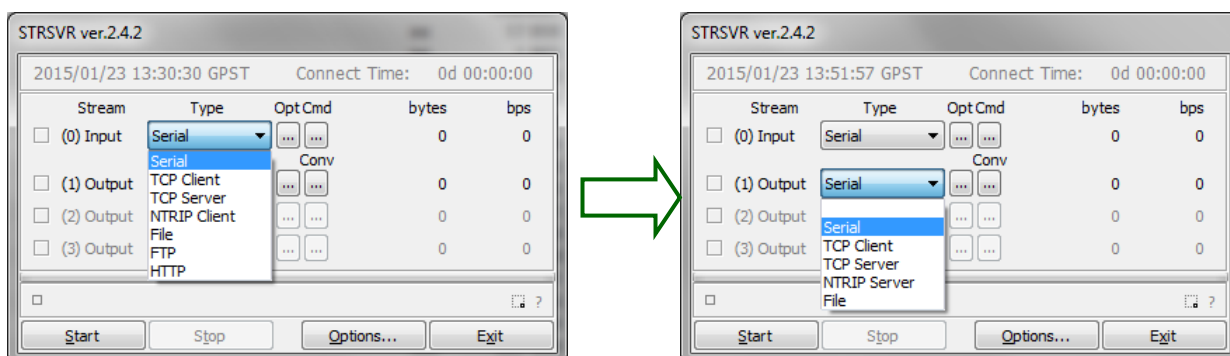 STRSVR ver.2.4.2
2015/01/23 13:30:30 GPST Connect Time: 0d 00:00:00
Stream Type Opt Cmd bytes bps
(0) Input Serial ... ... 0 0
Serial Conv
TCP Client
(1) Output ... ... 0 0
TCP Server
NTRIP Client
(2) Output ... ... 0 0
File
(3) Output ... ... 0 0
FTP
HTTP
?
Start Stop Options... Exit
STRSVR ver.2.4.2
2015/01/23 13:51:57 GPST Connect Time: 0d 00:00:00
Stream Type Opt Cmd bytes bps
(0) Input Serial ... ... 0 0
Conv
(1) Output Serial ... ... 0 0
(2) Output ... ... 0 0
Serial
(3) Output ... ... 0 0
TCP Client
TCP Server
NTRIP Server
File
?
Start Stop Options... Exit